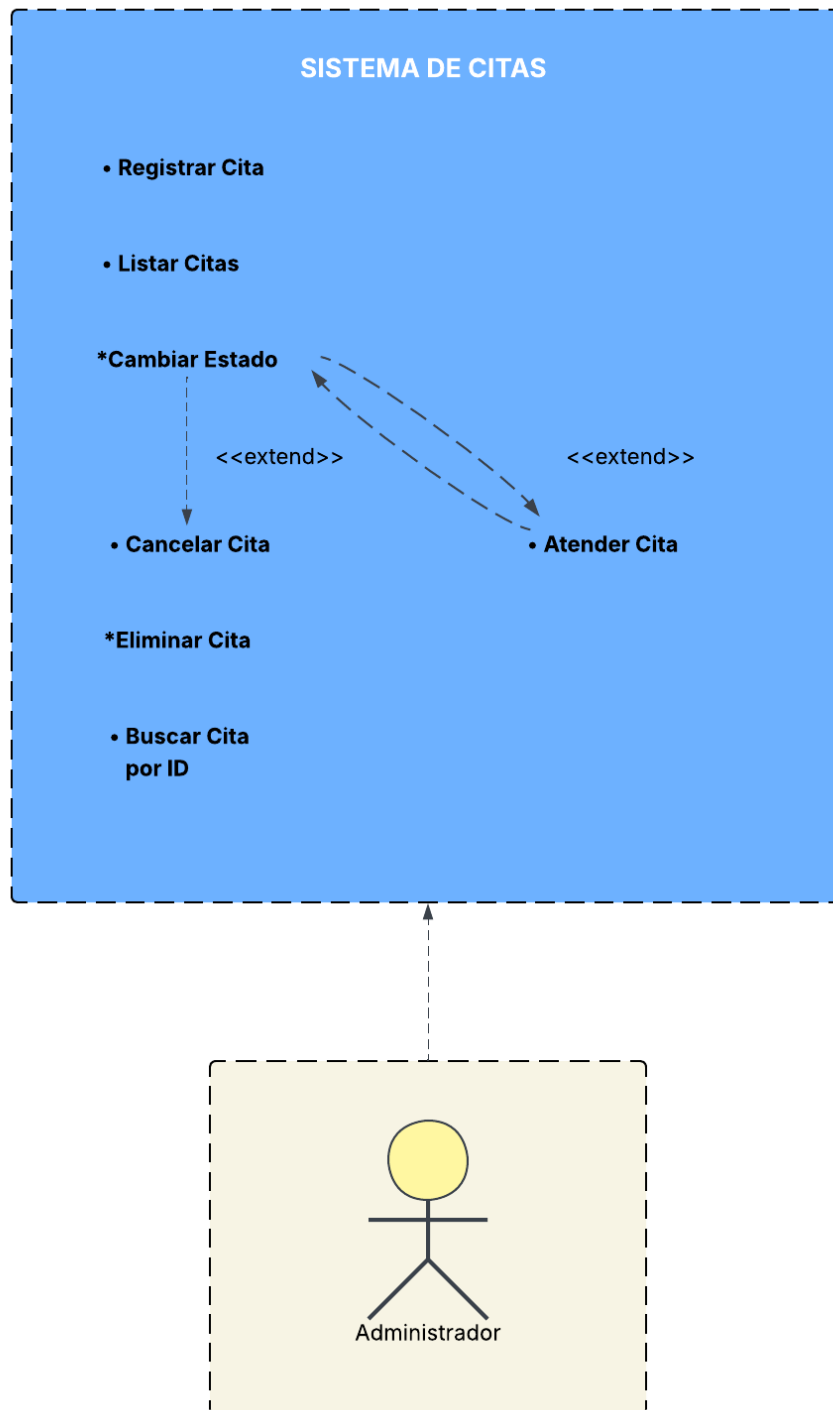 SISTEMA DE CITAS
• Registrar Cita
• Listar Citas
*Cambiar Estado
<<extend>> <<extend>>
• Cancelar Cita • Atender Cita
*Eliminar Cita
• Buscar Cita
por ID
Administrador